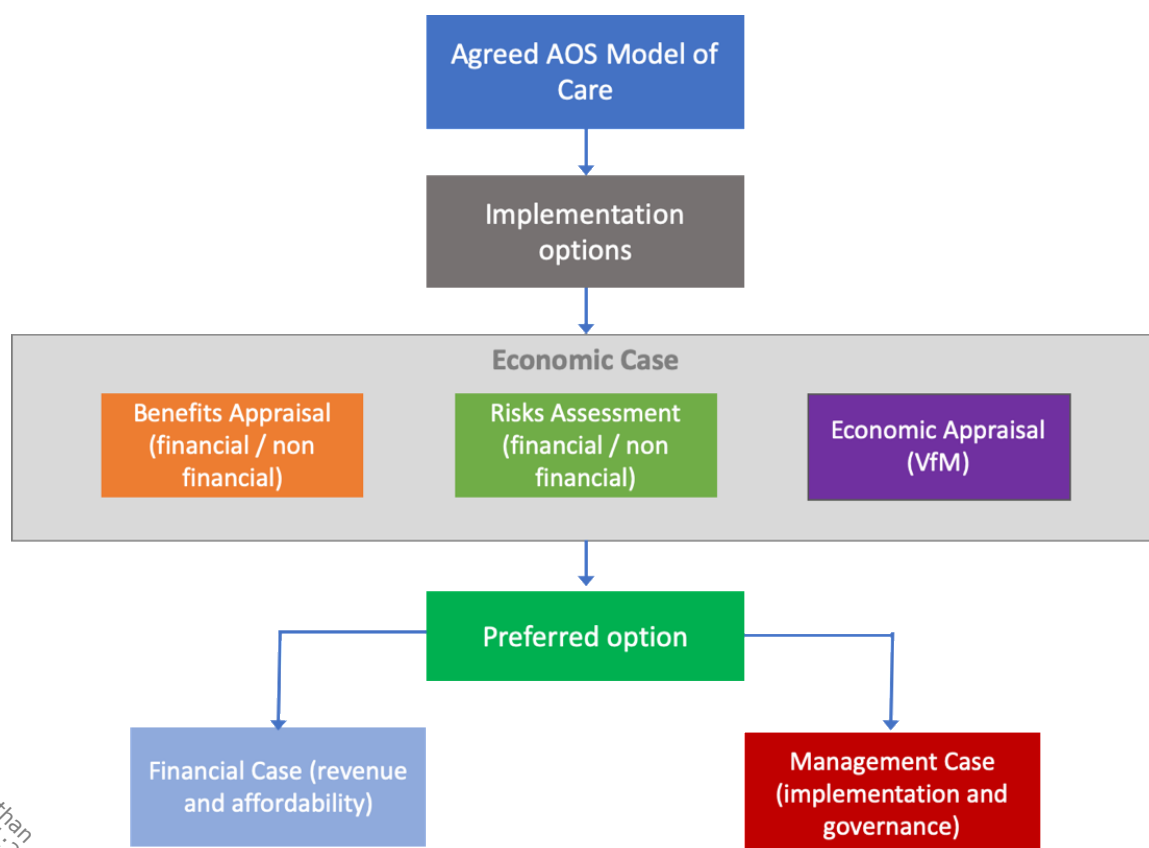 Agreed AOS Model of
Care
Implementation
options
Economic Case
Benefits Appraisal
(financial / non
financial)
Risks Assessment
(financial / non
financial)
Economic Appraisal
(VfM)
Preferred option
Financial Case (revenue
and affordability)
Management Case
(implementation and
governance)